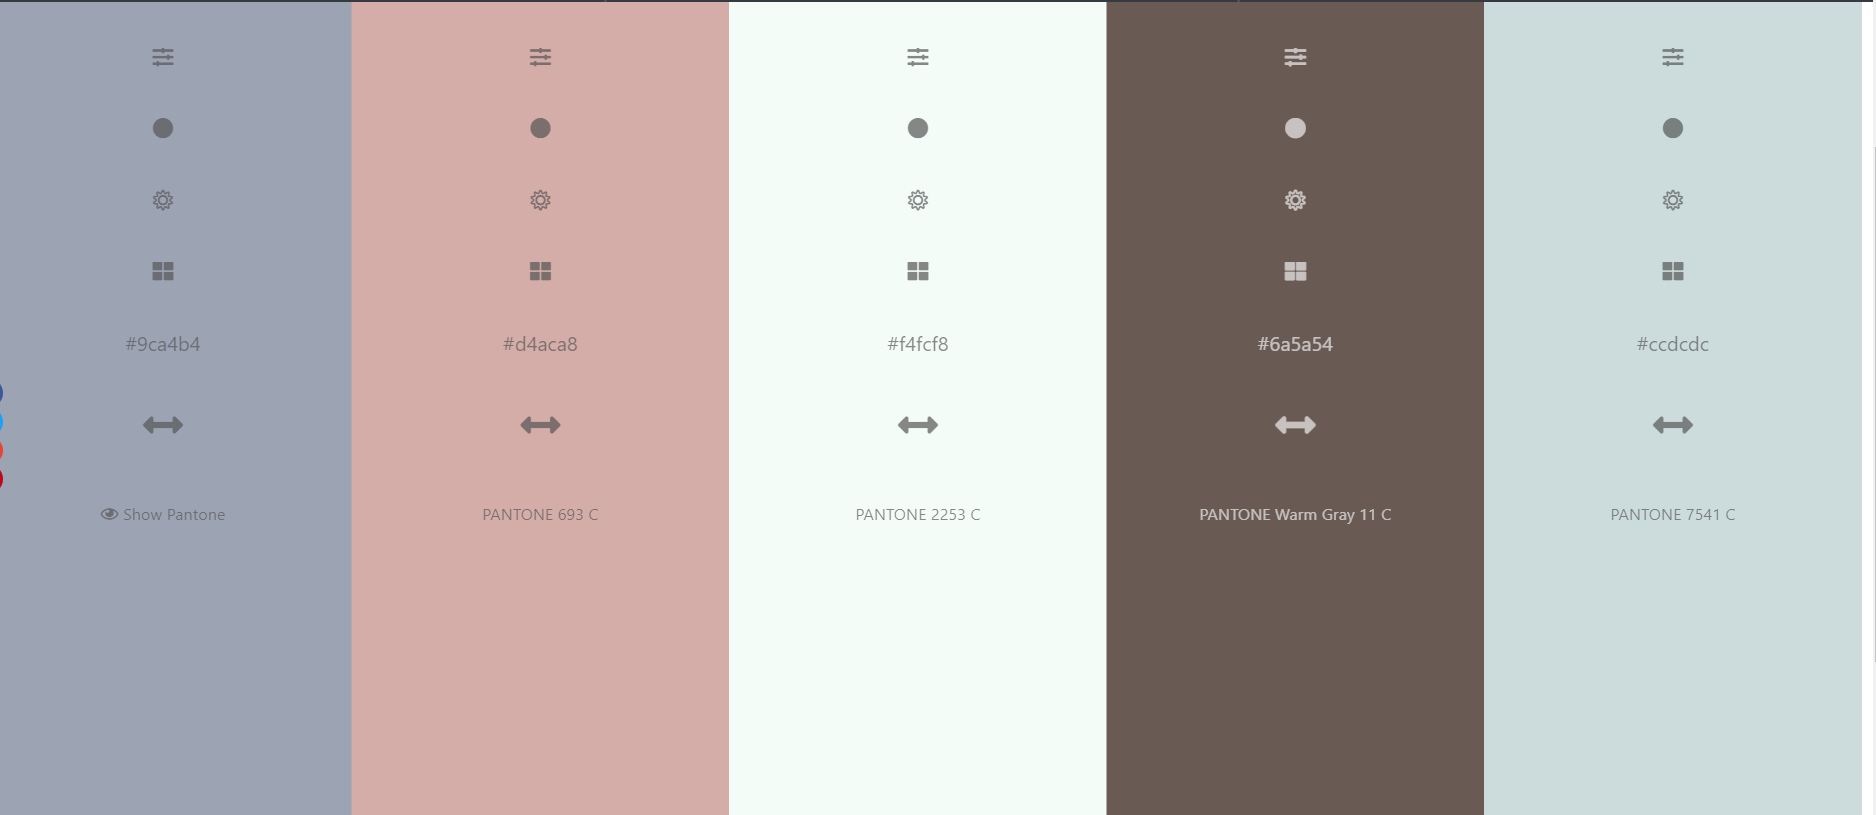 #9ca4b4
#d4aca8
#f4fcf8
#6a5a54
#ccdcdc
Show Pantone
PANTONE 693 C
PANTONE 2253 C
PANTONE Warm Gray 11 C
PANTONE 7541 C